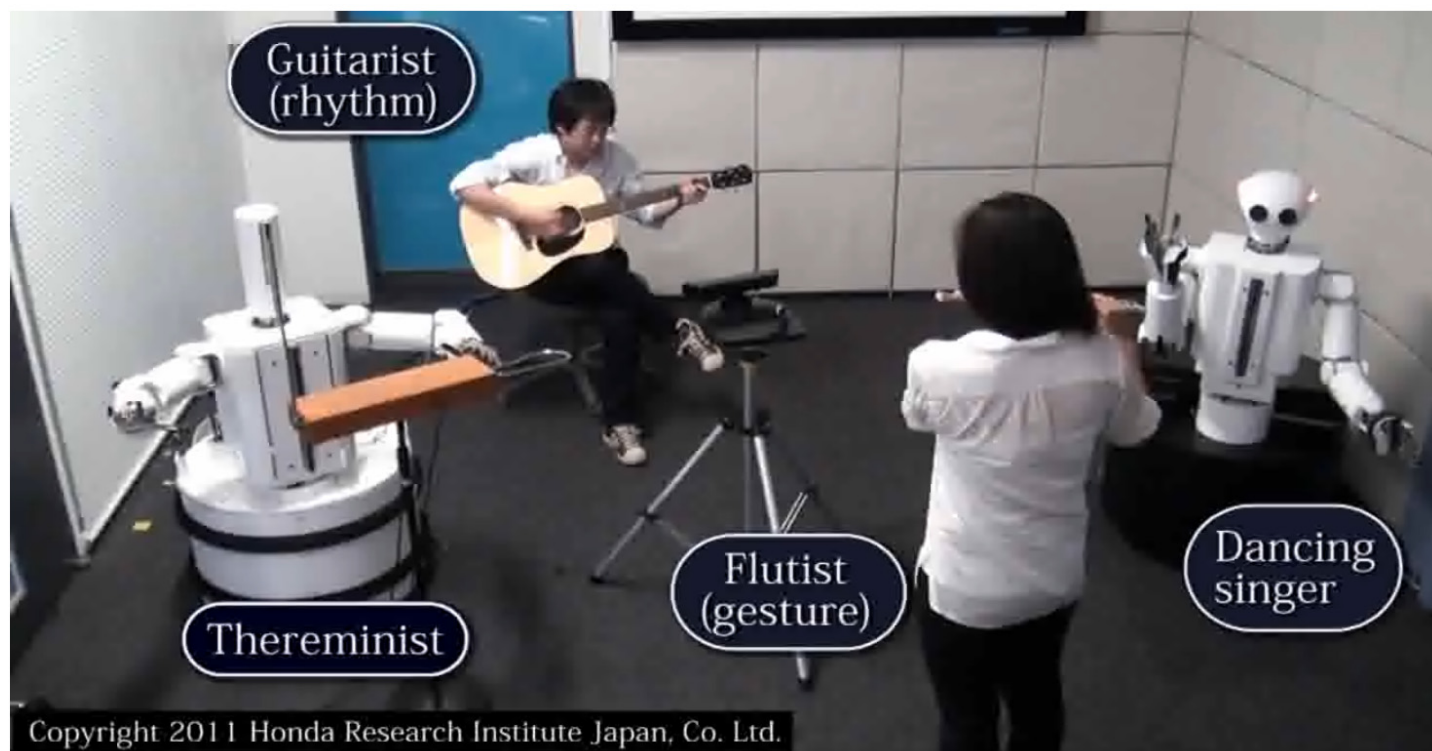 Guitarist
(rhythm)
Thereminist
Flutist
(gesture)
Dancing
singer
Copyright 2011 Honda Research Institute Japan, Co. Ltd.